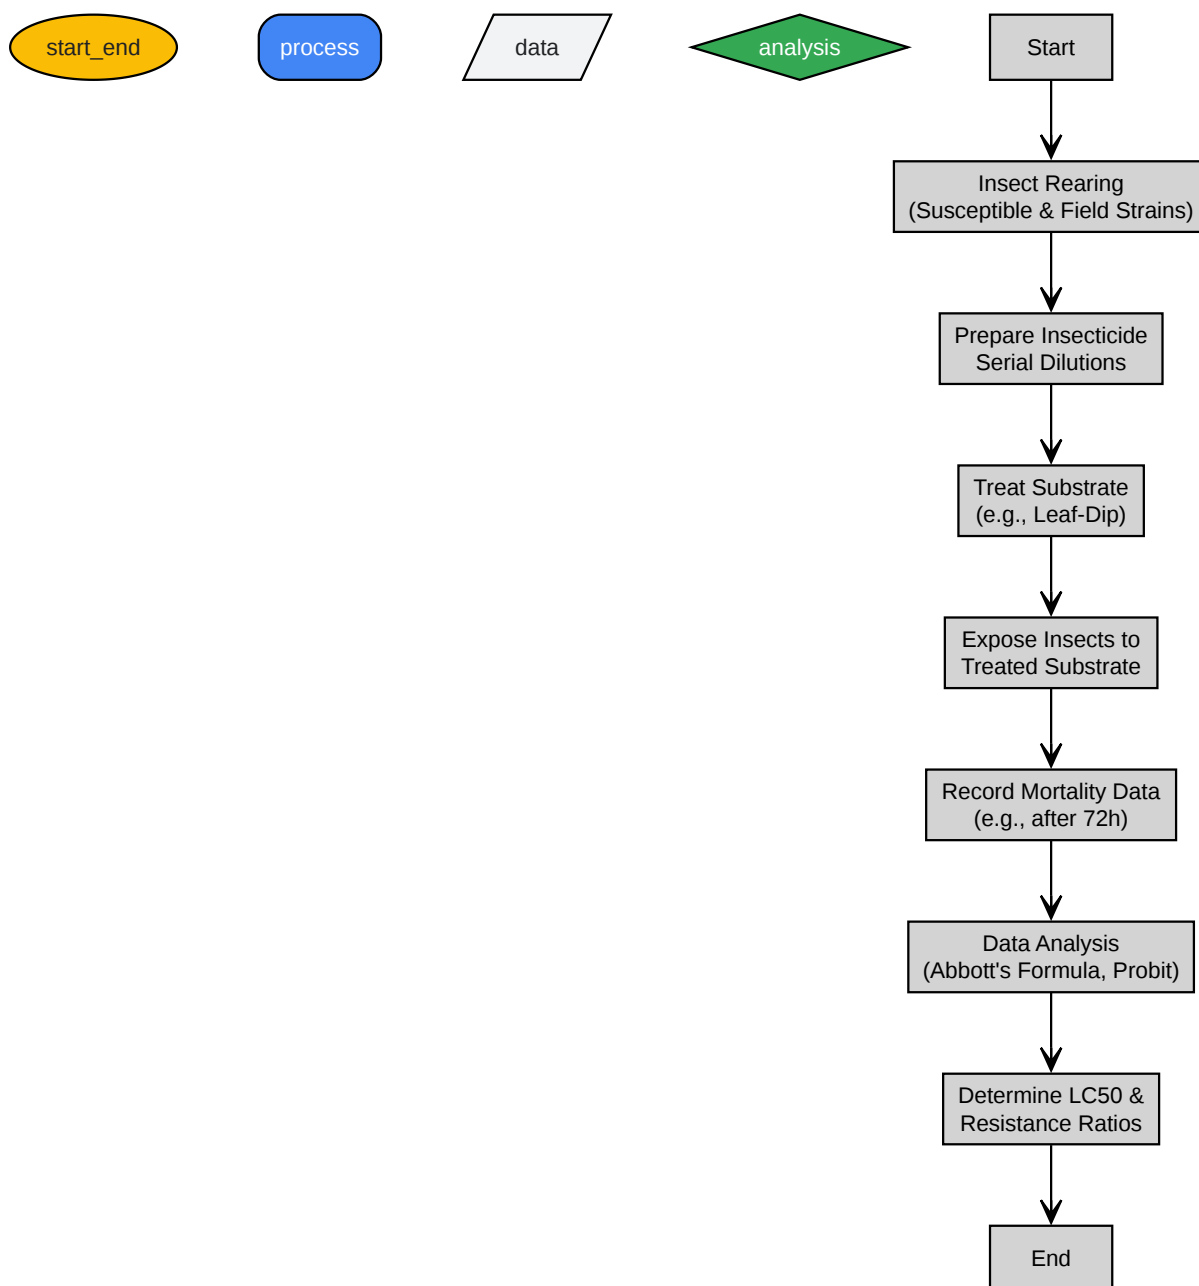 start_end
process
data
analysis
Start
Insect Rearing
(Susceptible & Field Strains)
Prepare Insecticide
Serial Dilutions
Treat Substrate
(e.g., Leaf-Dip)
Expose Insects to
Treated Substrate
Record Mortality Data
(e.g., after 72h)
Data Analysis
(Abbott's Formula, Probit)
Determine LC50 &
Resistance Ratios
End